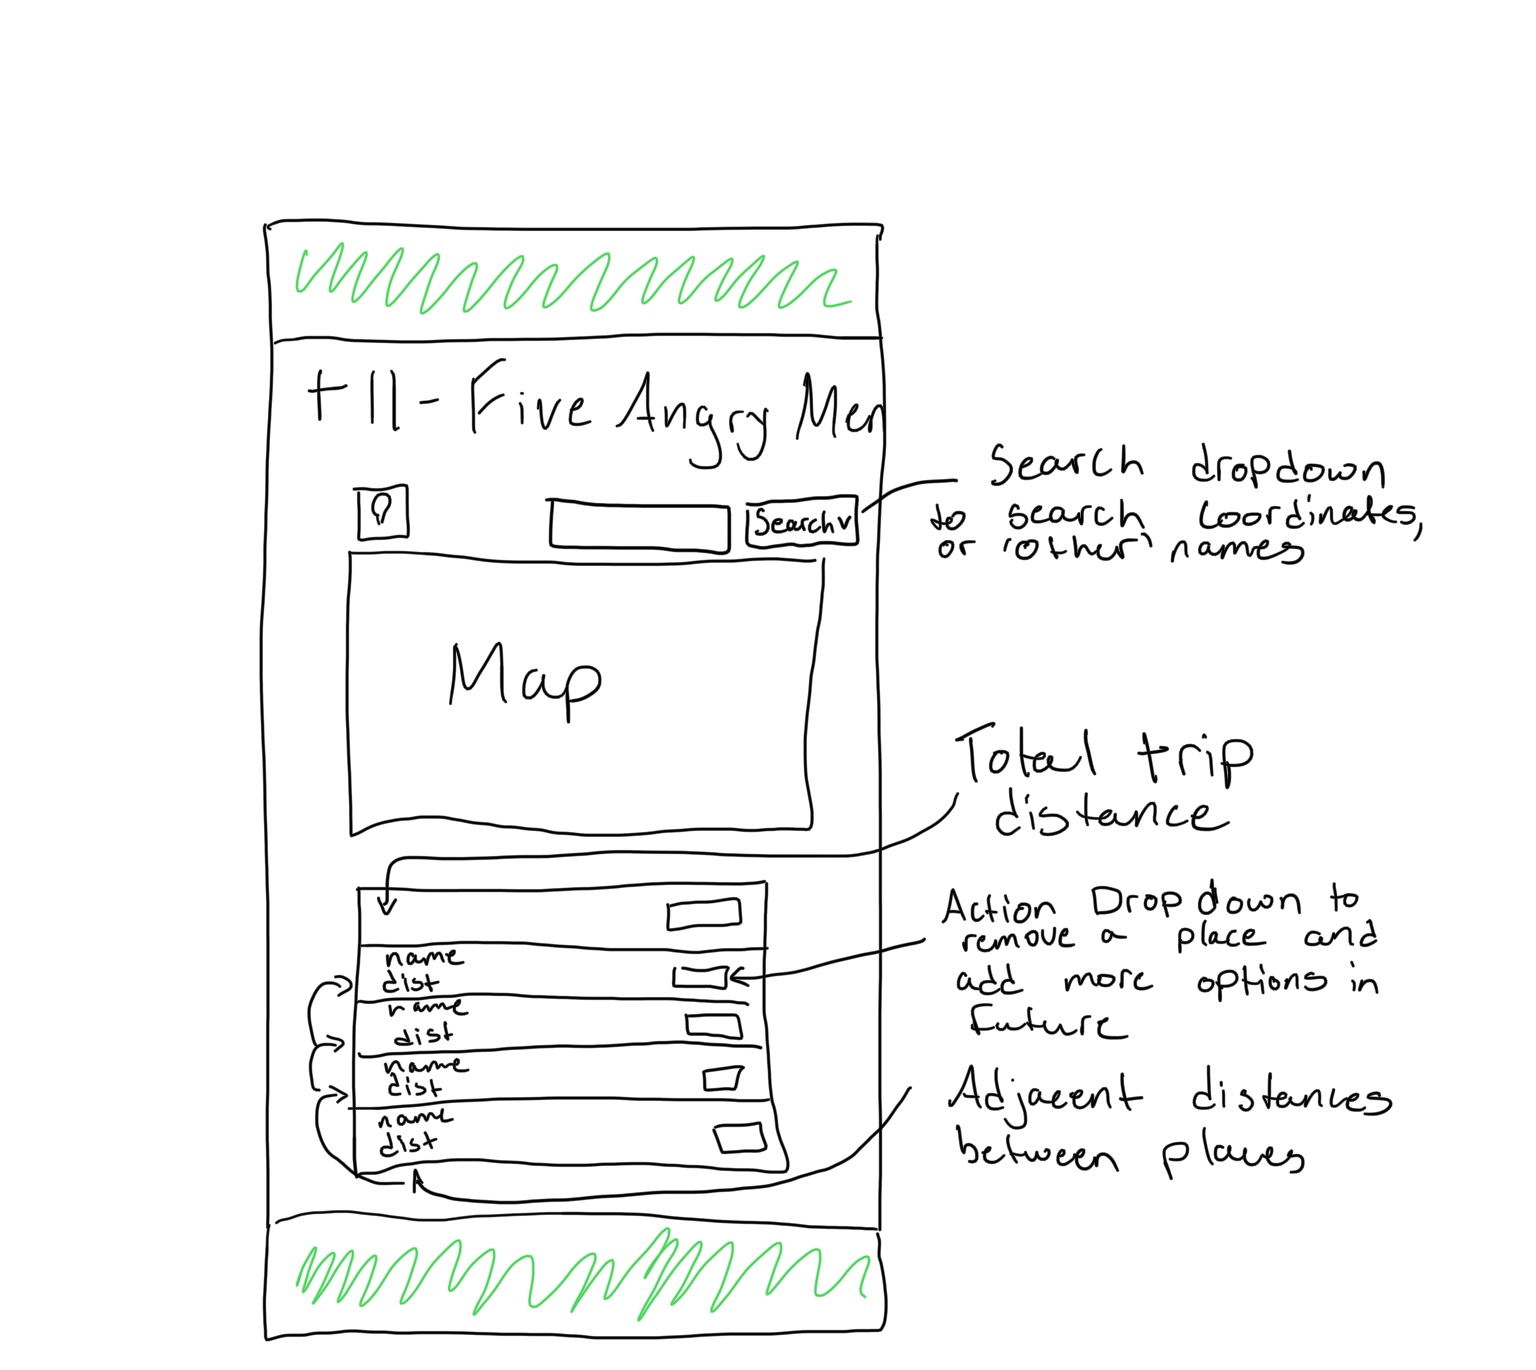 t11 - Five Angry Men
Search v
Search dropdown
to search coordinates,
or 'other' names
Map
Total trip
distance
name
dist
name
dist
name
dist
name
dist
Action Dropdown to
remove a place and
add more options in
future
Adjacent distances
between places